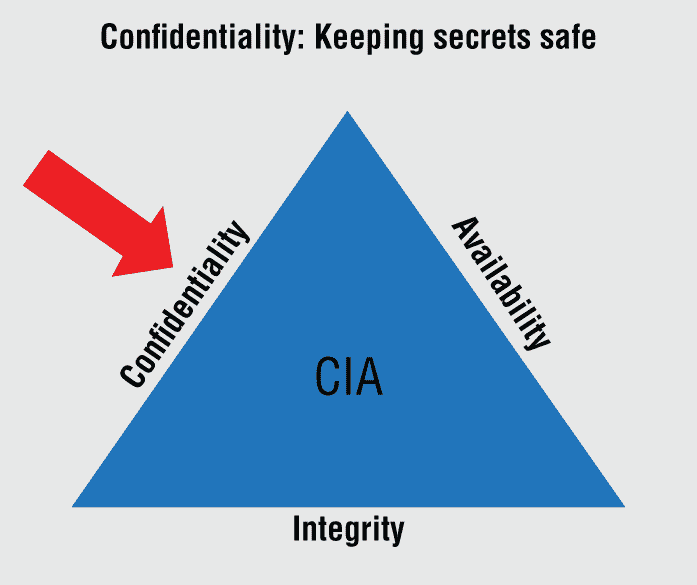 Confidentiality: Keeping secrets safe
Confidentiality
Availability
CIA
Integrity